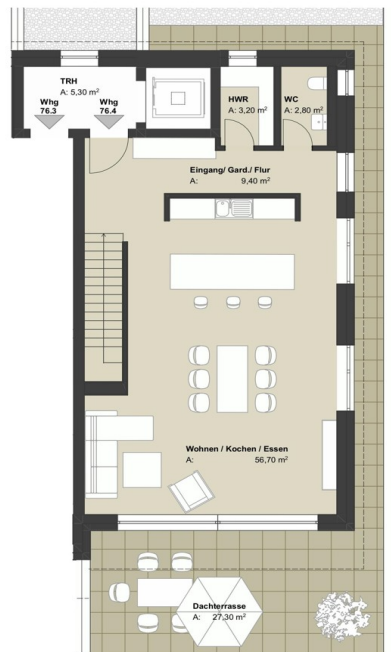 TRH
A: 5,30 m²
Whg
76.3
Whg
76.4
HWR
A: 3,20 m²
WC
A: 2,80 m²
Eingang/ Gard./ Flur
A: 9,40 m²
Wohnen / Kochen / Essen
A: 56,70 m²
Dachterrasse
A: 27,30 m²